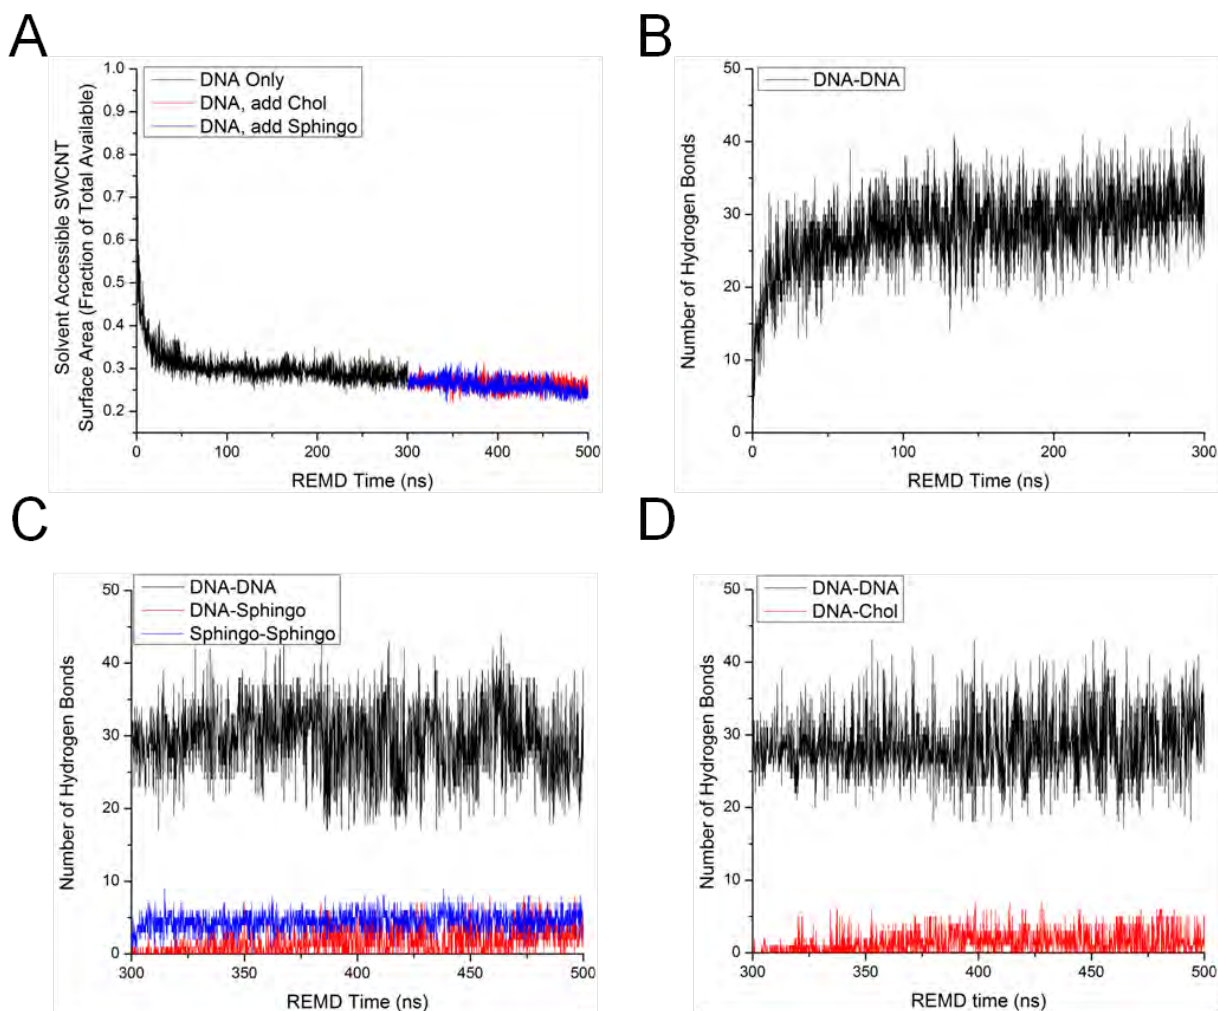 A
Solvent Accessible SWCNT
Surface Area (Fraction of Total Available)
1.0
0.9
0.8
0.7
0.6
0.5
0.4
0.3
0.2
DNA Only
DNA, add Chol
DNA, add Sphingo
0
100
200
300
400
500
REMD Time (ns)
B
Number of Hydrogen Bonds
50
40
30
20
10
0
DNA-DNA
0
100
200
300
REMD Time (ns)
C
Number of Hydrogen Bonds
50
40
30
20
10
0
DNA-DNA
DNA-Sphingo
Sphingo-Sphingo
300
350
400
450
500
REMD Time (ns)
D
Number of Hydrogen Bonds
50
40
30
20
10
0
DNA-DNA
DNA-Chol
300
350
400
450
500
REMD time (ns)